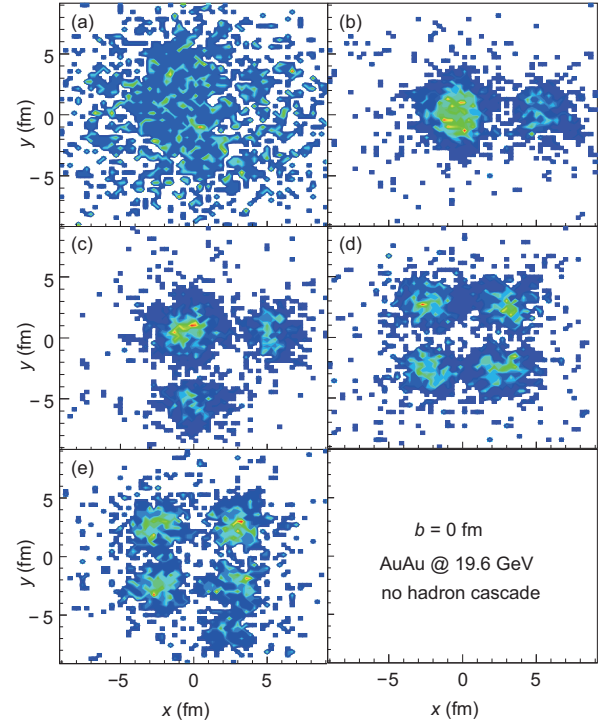 (a)
(b)
5
0
−5
y (fm)
(c)
(d)
5
0
−5
y (fm)
(e)
5
0
−5
y (fm)
b = 0 fm
AuAu @ 19.6 GeV
no hadron cascade
−5 0 5
−5 0 5
x (fm)
x (fm)